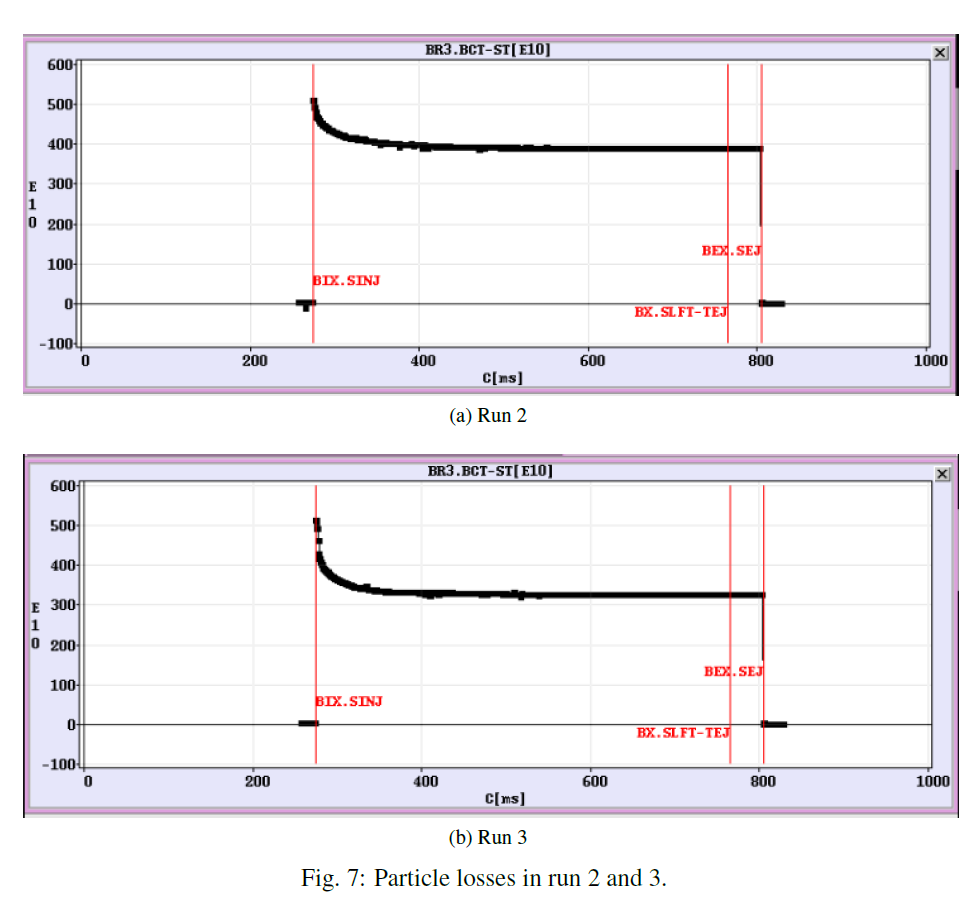 BR3.BCT-ST[E10]
600
500
400
300
200
100
0
-100
E
1
0
BEX.SEJ
BIX.SINJ
BX.SLFT-TEJ
0 200 400 600 800 1000
C[ms]
(a) Run 2
BR3.BCT-ST[E10]
600
500
400
300
200
100
0
-100
E
1
0
BEX.SEJ
BIX.SINJ
BX.SLFT-TEJ
0 200 400 600 800 1000
C[ms]
(b) Run 3
Fig. 7: Particle losses in run 2 and 3.